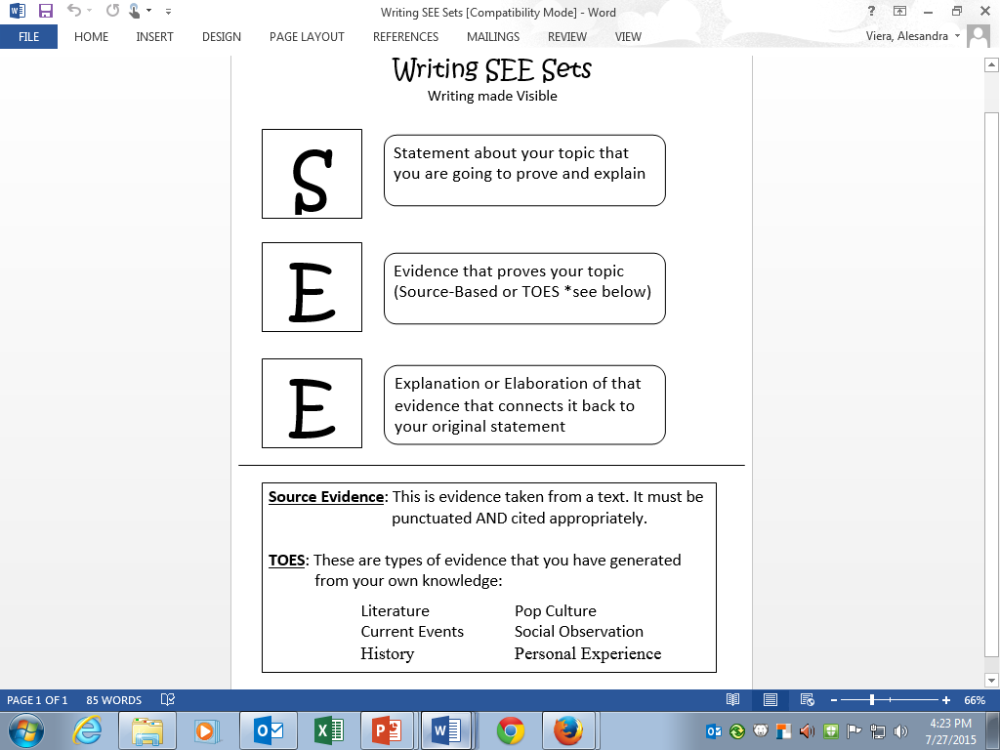 Writing SEE Sets [Compatibility Mode] - Word
?
FILE HOME INSERT DESIGN PAGE LAYOUT REFERENCES MAILINGS REVIEW VIEW Viera, Alesandra
Writing SEE Sets
Writing made Visible
S
Statement about your topic that
you are going to prove and explain
E
Evidence that proves your topic
(Source-Based or TOES *see below)
E
Explanation or Elaboration of that
evidence that connects it back to
your original statement
Source Evidence: This is evidence taken from a text. It must be
punctuated AND cited appropriately.
TOES: These are types of evidence that you have generated
from your own knowledge:
Literature Pop Culture
Current Events Social Observation
History Personal Experience
PAGE 1 OF 1 85 WORDS 66%
4:23 PM
7/27/2015